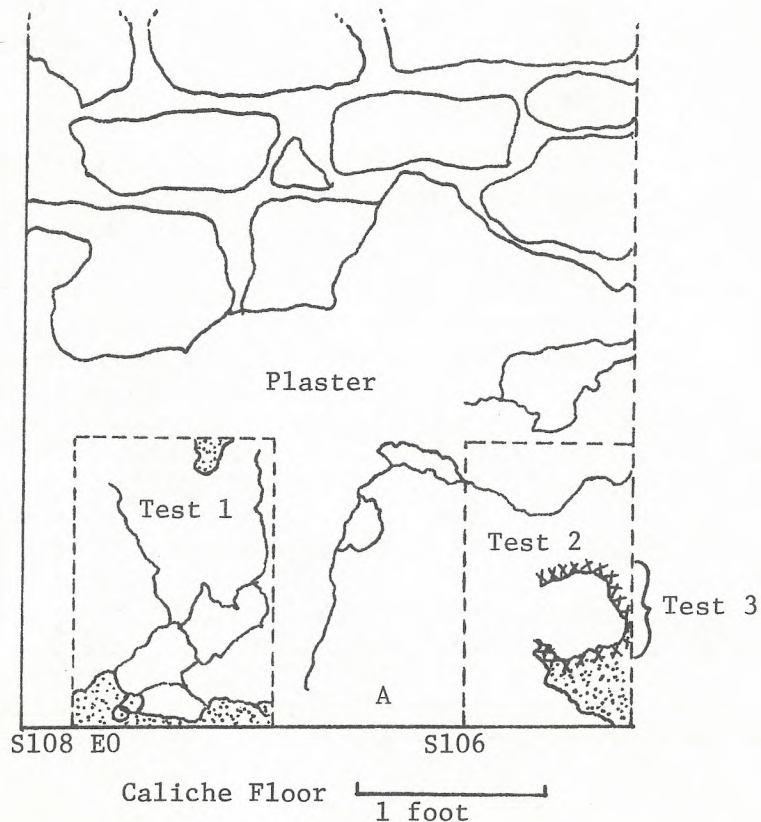 Plaster
Test 1
Test 2
Test 3
A
S108 E0
S106
Caliche Floor
1 foot